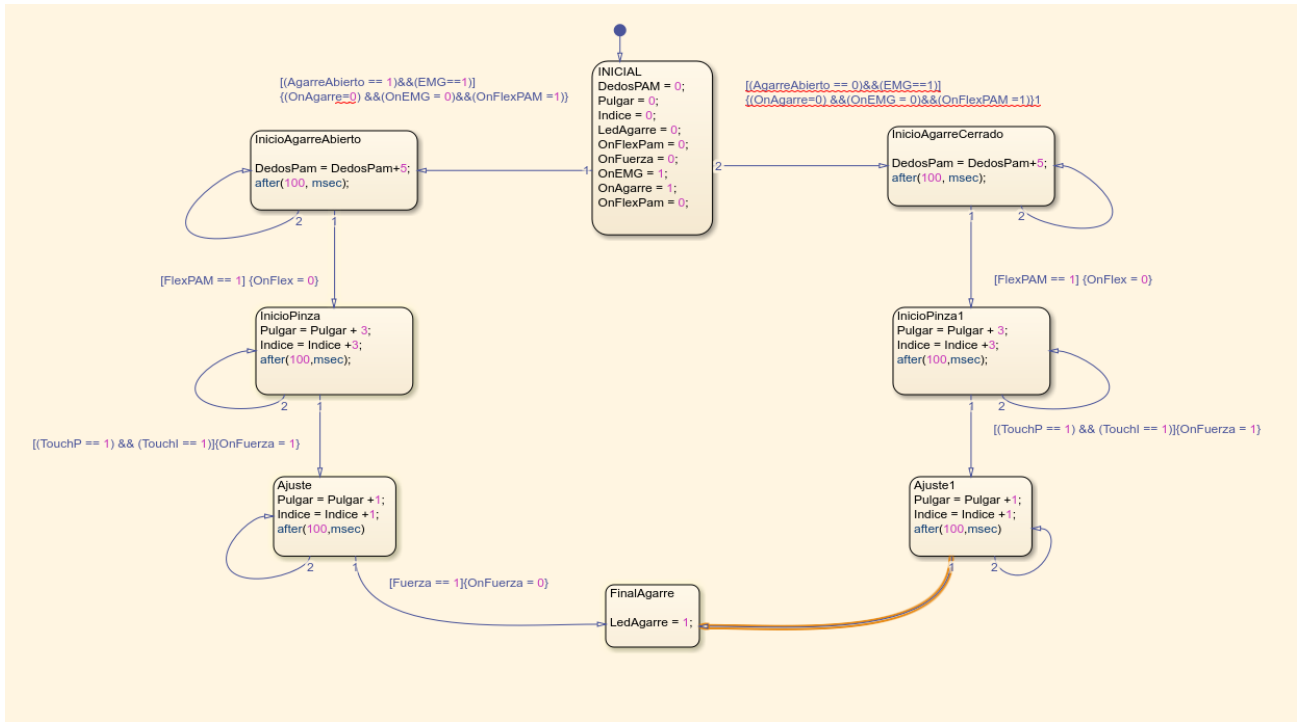 INICIAL
DedosPAM = 0;
Pulgar = 0;
Indice = 0;
LedAgarre = 0;
OnFlexPam = 0;
OnFuerza = 0;
OnEMG = 1;
OnAgarre = 1;
OnFlexPam = 0;
1
2
[(AgarreAbierto == 1)&&(EMG==1)]
{(OnAgarre=0) &&(OnEMG = 0)&&(OnFlexPAM =1)}
[(AgarreAbierto == 0)&&(EMG==1)]
{(OnAgarre=0) &&(OnEMG = 0)&&(OnFlexPAM =1)}1
InicioAgarreAbierto
DedosPam = DedosPam+5;
after(100, msec);
2
1
InicioAgarreCerrado
DedosPam = DedosPam+5;
after(100, msec);
1
2
[FlexPAM == 1] {OnFlex = 0}
[FlexPAM == 1] {OnFlex = 0}
InicioPinza
Pulgar = Pulgar + 3;
Indice = Indice +3;
after(100,msec);
2
1
InicioPinza1
Pulgar = Pulgar + 3;
Indice = Indice +3;
after(100,msec);
1
2
[(TouchP == 1) && (TouchI == 1)]{OnFuerza = 1}
[(TouchP == 1) && (TouchI == 1)]{OnFuerza = 1}
Ajuste
Pulgar = Pulgar +1;
Indice = Indice +1;
after(100,msec)
2
1
Ajuste1
Pulgar = Pulgar +1;
Indice = Indice +1;
after(100,msec)
1
2
[Fuerza == 1]{OnFuerza = 0}
FinalAgarre
LedAgarre = 1;